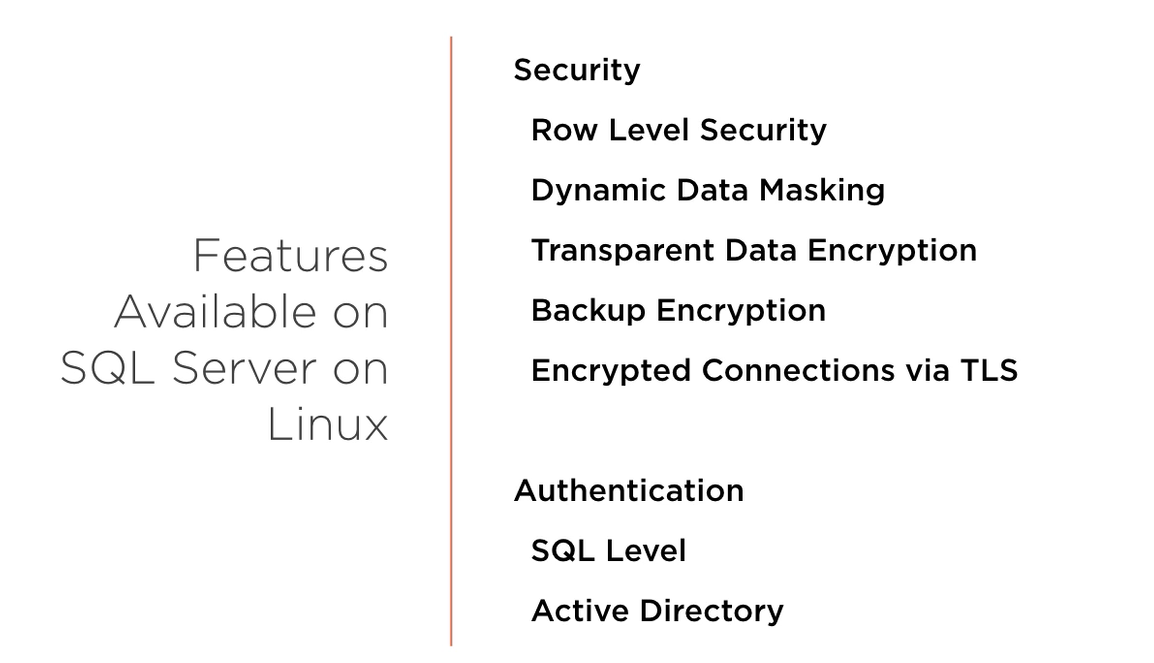 Features
Available on
SQL Server on
Linux
Security
Row Level Security
Dynamic Data Masking
Transparent Data Encryption
Backup Encryption
Encrypted Connections via TLS
Authentication
SQL Level
Active Directory